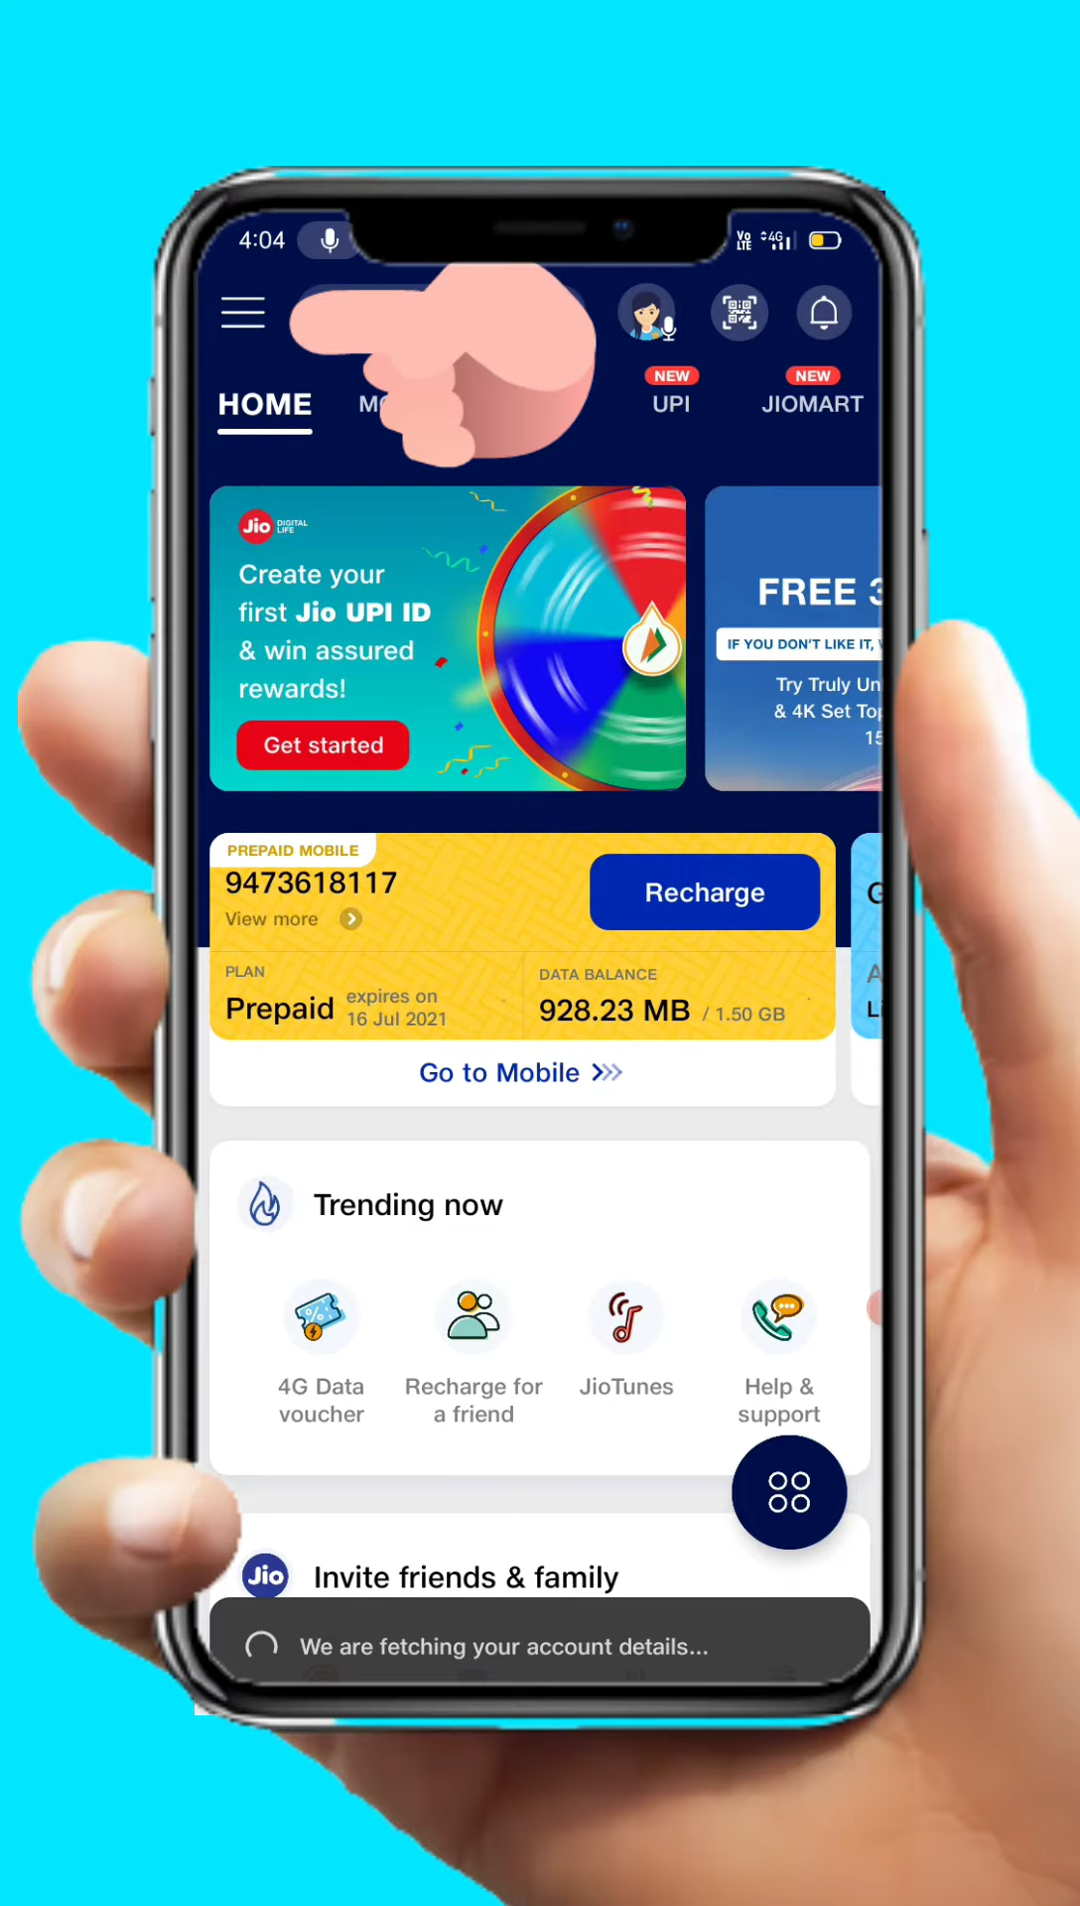 4:04
Vo
LTE
4G
HOME
NEW
UPI
NEW
JIOMART
Jio DIGITAL
LIFE
Create your
first Jio UPI ID
& win assured
rewards!
Get started
FREE 3
IF YOU DON'T LIKE IT,
Try Truly Un
& 4K Set Top
15
PREPAID MOBILE
9473618117
View more
Recharge
PLAN
Prepaid expires on
16 Jul 2021
DATA BALANCE
928.23 MB / 1.50 GB
Go to Mobile
Trending now
4G Data
voucher
Recharge for
a friend
JioTunes
Help &
support
Jio
Invite friends & family
We are fetching your account details...